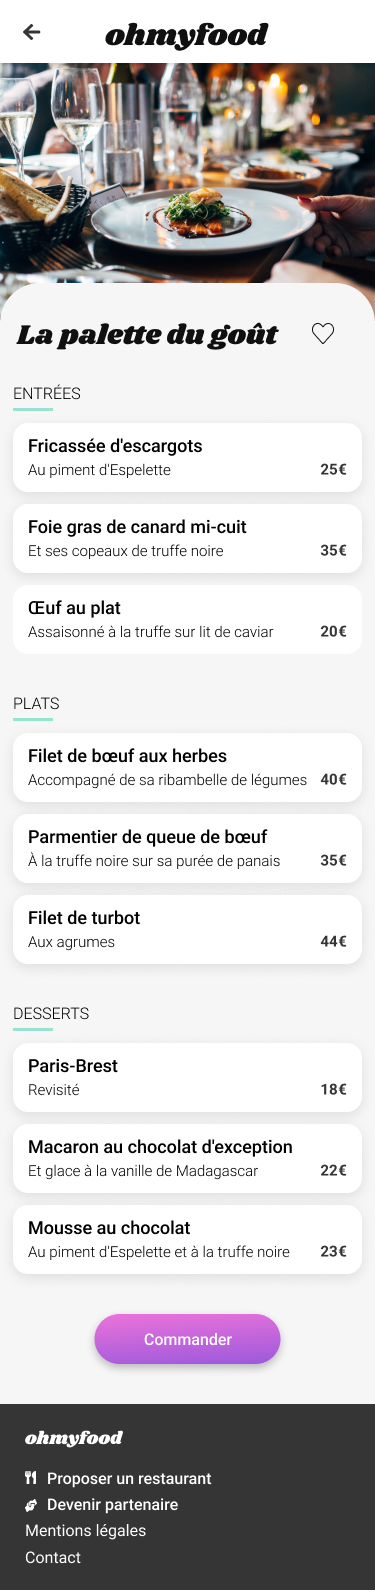 ohmyfood
La palette du goût
ENTRÉES
Fricassée d'escargots
Au piment d'Espelette 25€
Foie gras de canard mi-cuit
Et ses copeaux de truffe noire 35€
Œuf au plat
Assaisonné à la truffe sur lit de caviar 20€
PLATS
Filet de bœuf aux herbes
Accompagné de sa ribambelle de légumes 40€
Parmentier de queue de bœuf
À la truffe noire sur sa purée de panais 35€
Filet de turbot
Aux agrumes 44€
DESSERTS
Paris-Brest
Revisité 18€
Macaron au chocolat d'exception
Et glace à la vanille de Madagascar 22€
Mousse au chocolat
Au piment d'Espelette et à la truffe noire 23€
Commander
ohmyfood
Proposer un restaurant
Devenir partenaire
Mentions légales
Contact